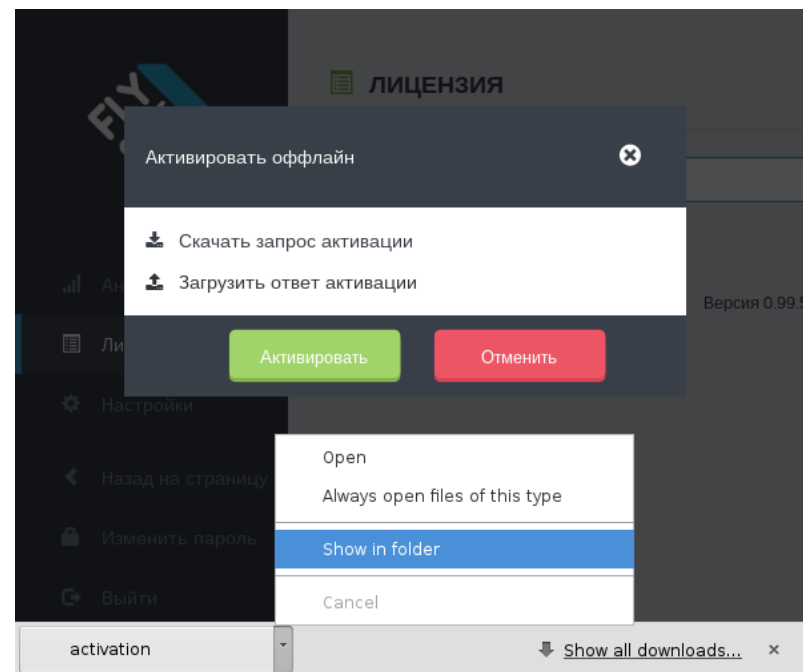 FLY
ЛИЦЕНЗИЯ
Активировать оффлайн
Скачать запрос активации
Загрузить ответ активации
Версия 0.99.
Активировать
Отменить
Настройки
Назад на страницу
Изменить пароль
Выйти
Open
Always open files of this type
Show in folder
Cancel
activation
Show all downloads...